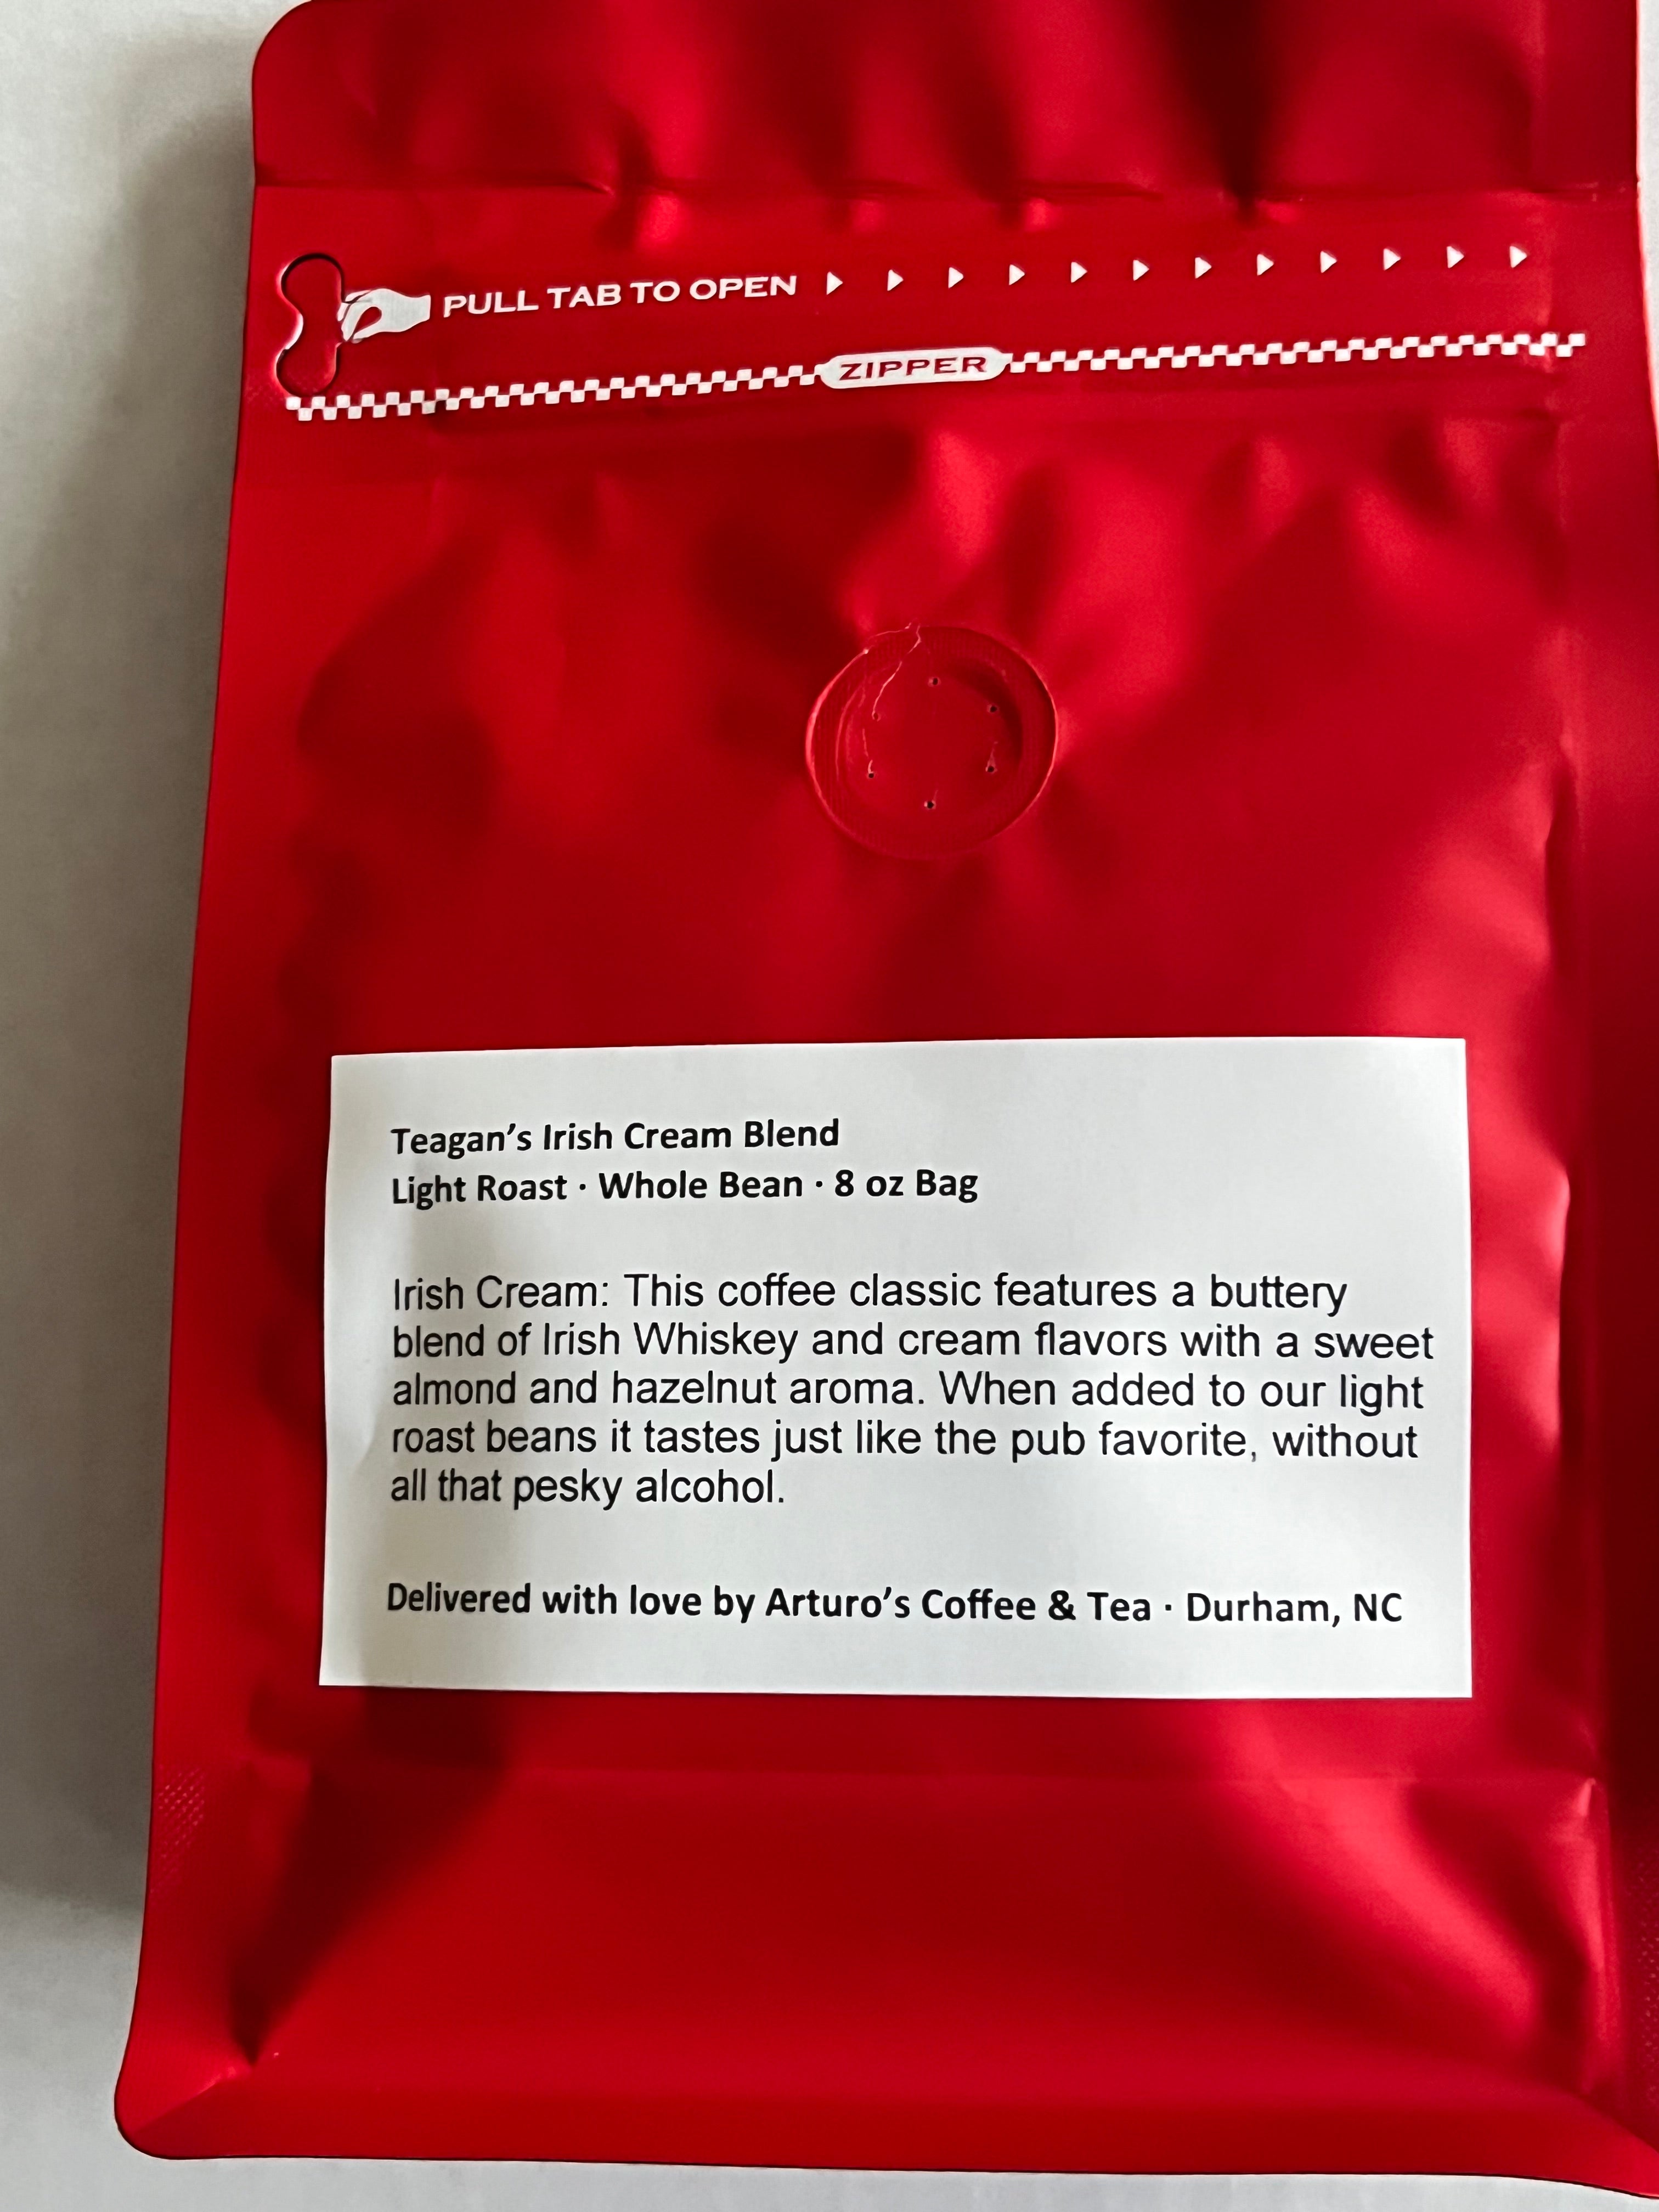 PULL TAB TO OPEN
ZIPPER
Teagan’s Irish Cream Blend
Light Roast · Whole Bean · 8 oz Bag
Irish Cream: This coffee classic features a buttery
blend of Irish Whiskey and cream flavors with a sweet
almond and hazelnut aroma. When added to our light
roast beans it tastes just like the pub favorite, without
all that pesky alcohol.
Delivered with love by Arturo’s Coffee & Tea · Durham, NC